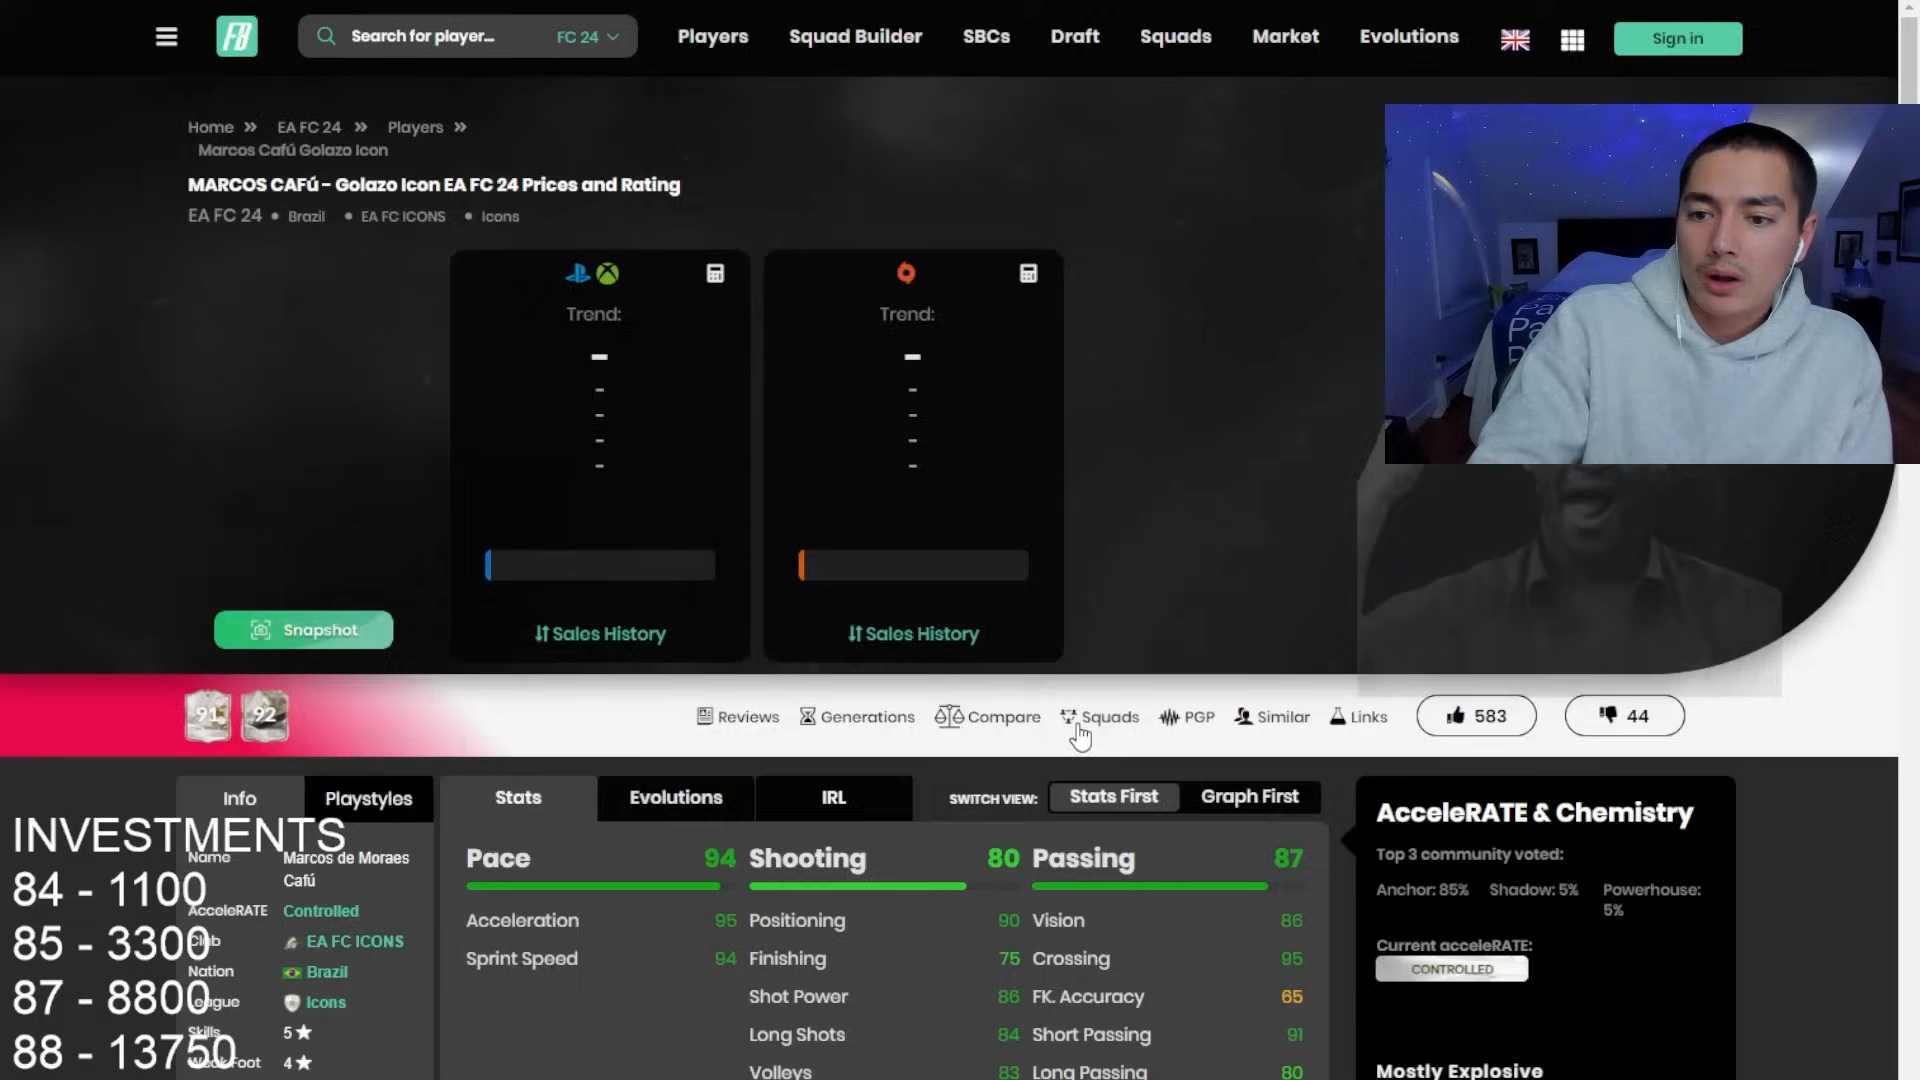 FB Search for player... FC 24 Players Squad Builder SBCs Draft Squads Market Evolutions Sign in
Home » EA FC 24 » Players »
Marcos Cafú Golazo Icon
MARCOS CAFú - Golazo Icon EA FC 24 Prices and Rating
EA FC 24 • Brazil • EA FC ICONS • Icons
Trend: Trend:
- -
- -
- -
- -
- -
Snapshot
Sales History Sales History
91 92 Reviews Generations Compare Squads PGP Similar Links 583 44
Info Playstyles Stats Evolutions IRL SWITCH VIEW: Stats First Graph First
INVESTMENTS
84 - 1100
85 - 3300
87 - 8800
88 - 13750
Name Marcos de Moraes
Cafú
AcceleRATE Controlled
Club EA FC ICONS
Nation Brazil
League Icons
Skills 5★
Weak Foot 4★
Pace 94 Shooting 80 Passing 87
Acceleration 95 Positioning 90 Vision 86
Sprint Speed 94 Finishing 75 Crossing 95
Shot Power 86 FK. Accuracy 65
Long Shots 84 Short Passing 91
Volleys 83 Long Passing 80
AcceleRATE & Chemistry
Top 3 community voted:
Anchor: 85% Shadow: 5% Powerhouse:
5%
Current acceleRATE:
CONTROLLED
Mostly Explosive